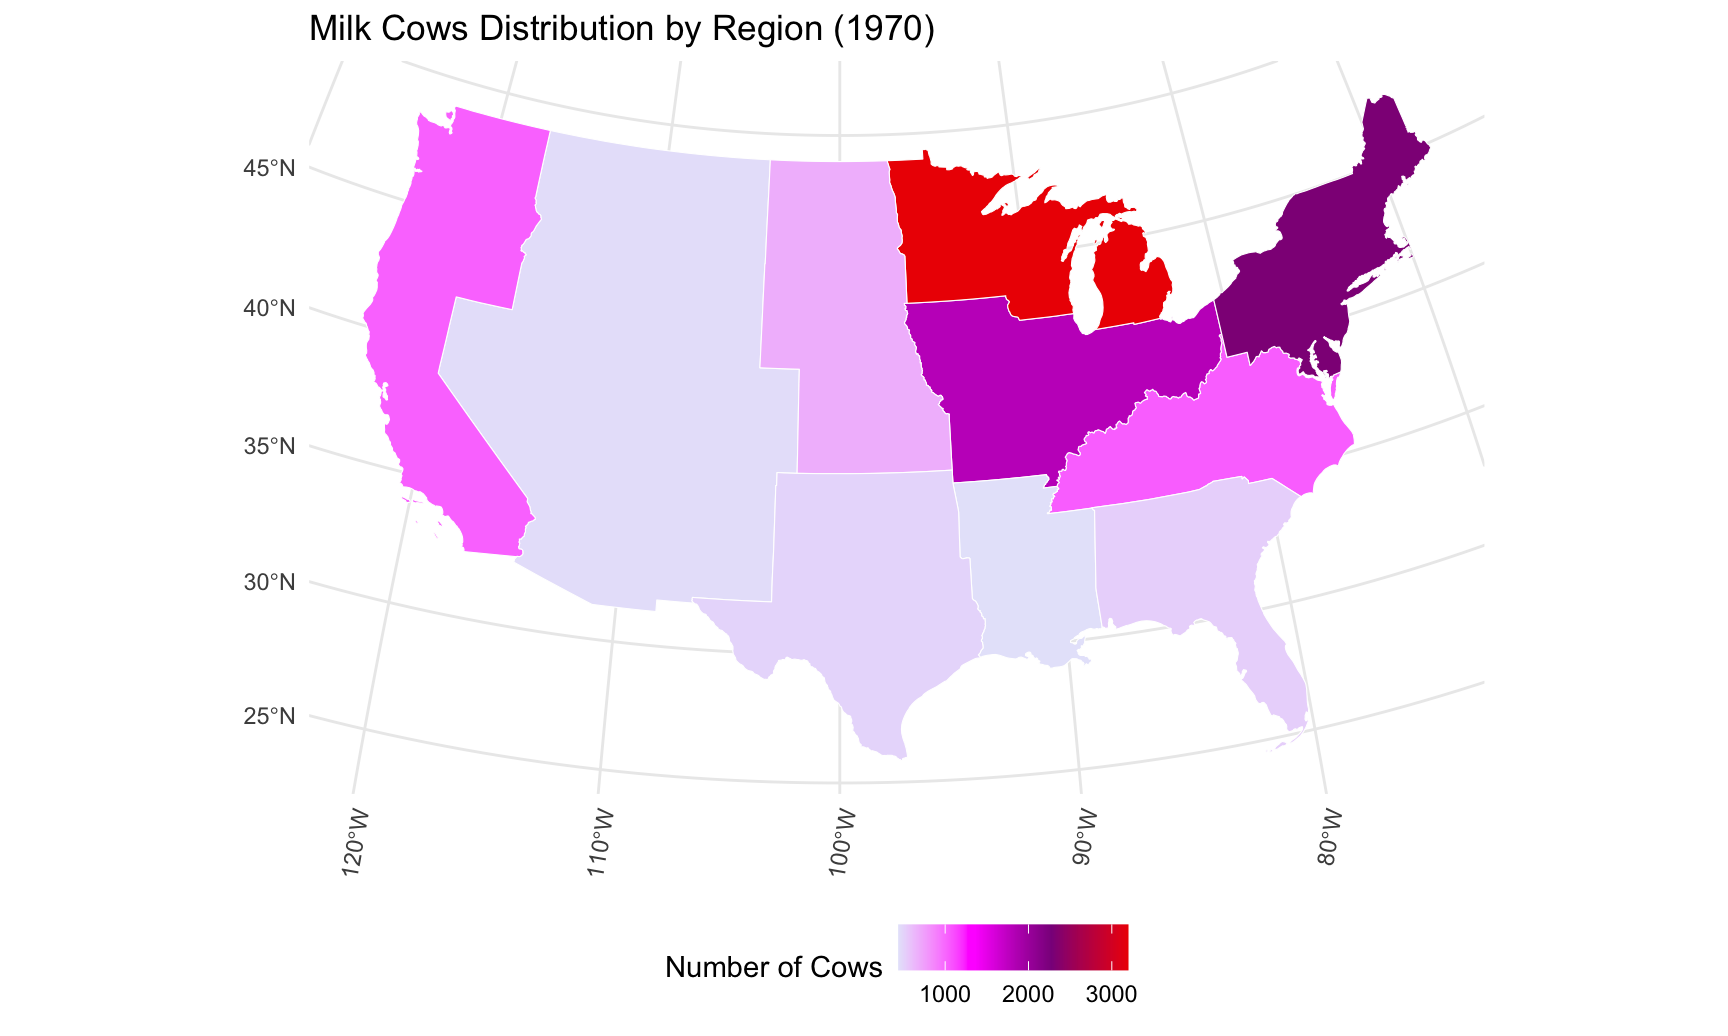 Milk Cows Distribution by Region (1970)
45°N
40°N
35°N
30°N
25°N
120°W
110°W
100°W
90°W
80°W
Number of Cows
1000
2000
3000